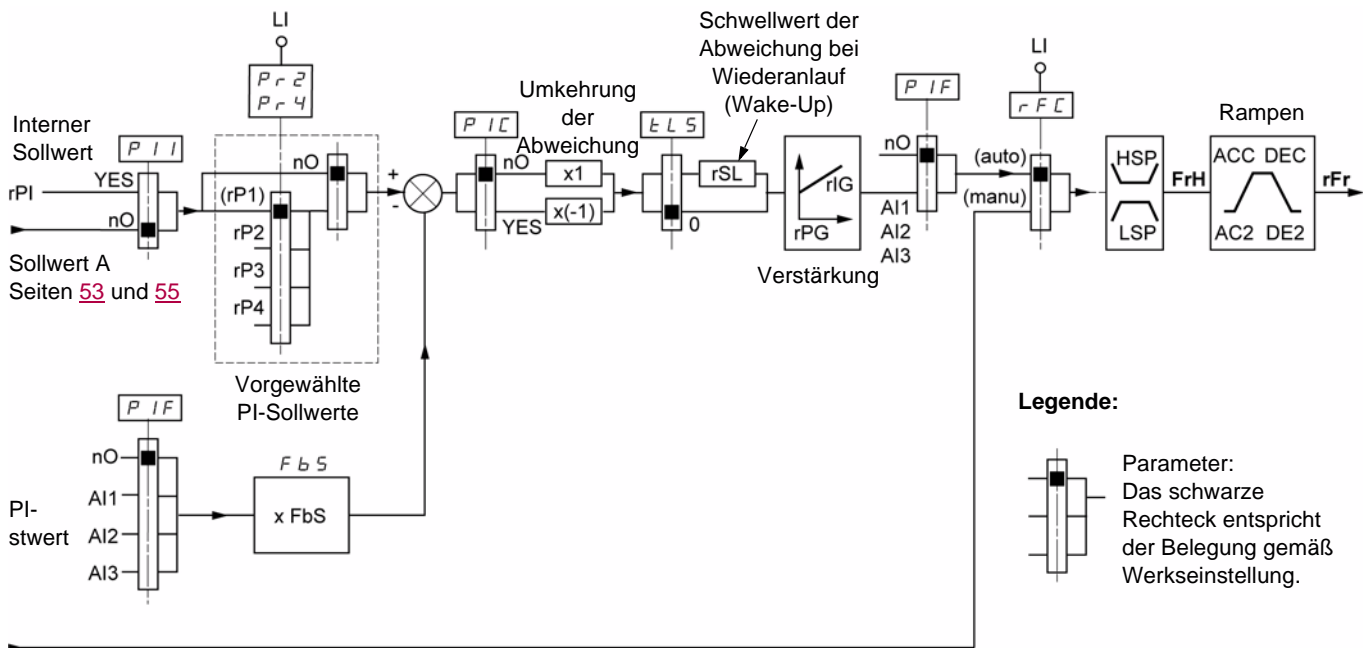 LI
Pr2
Pr4
Interner
Sollwert
PII
YES
rPI
nO
Sollwert A
Seiten 53 und 55
nO
(rP1)
rP2
rP3
rP4
Vorgewählte
PI-Sollwerte
+
-
PIC
Umkehrung
der
Abweichung
nO
x1
YES
x(-1)
tLS
Schwellwert der
Abweichung bei
Wiederanlauf
(Wake-Up)
rSL
0
rIG
rPG
Verstärkung
PIF
nO
AI1
AI2
AI3
LI
rFC
(auto)
(manu)
HSP
LSP
FrH
Rampen
ACC DEC
AC2 DE2
rFr
PIF
nO
AI1
PI-
stwert
AI2
AI3
FbS
x FbS
Legende:
Parameter:
Das schwarze
Rechteck entspricht
der Belegung gemäß
Werkseinstellung.